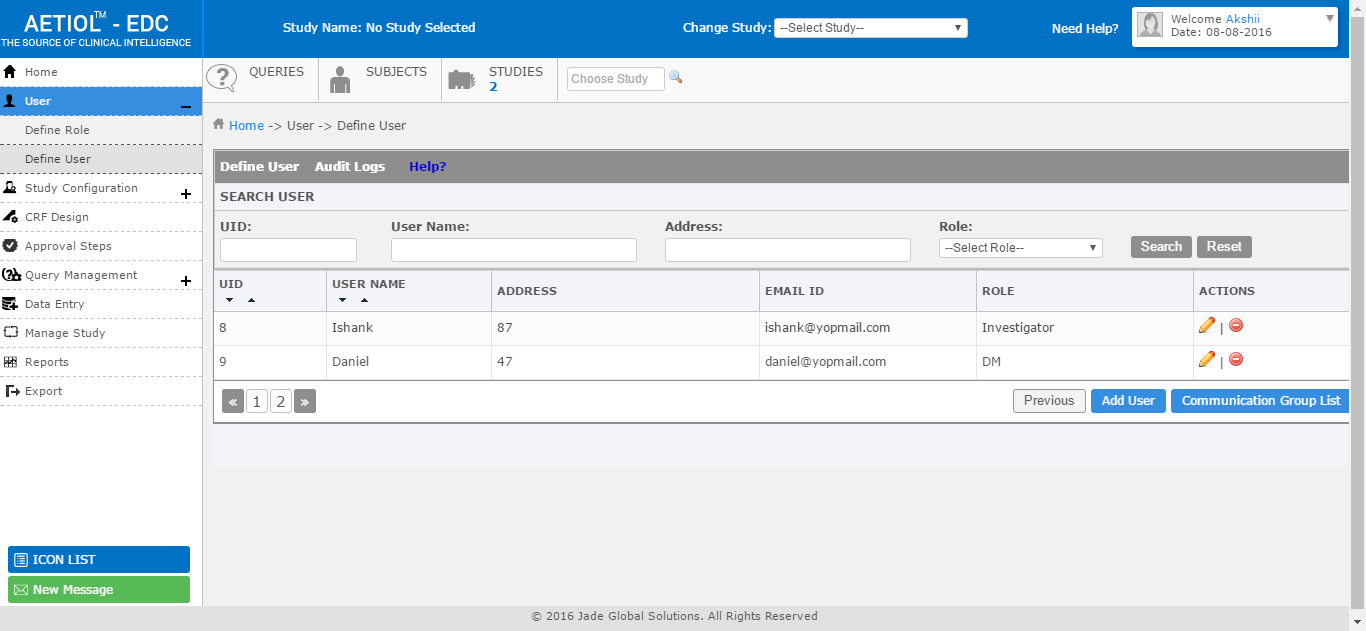 AETIOL™ - EDC
THE SOURCE OF CLINICAL INTELLIGENCE
Study Name: No Study Selected
Change Study: --Select Study--
Need Help?
Welcome Akshii
Date: 08-08-2016
Home
User
Define Role
Define User
Study Configuration
CRF Design
Approval Steps
Query Management
Data Entry
Manage Study
Reports
Export
ICON LIST
New Message
QUERIES
SUBJECTS
STUDIES
2
Choose Study
Home -> User -> Define User
Define User Audit Logs Help?
SEARCH USER
UID: User Name: Address: Role:
--Select Role-- Search Reset
UID USER NAME ADDRESS EMAIL ID ROLE ACTIONS
8 Ishank 87 ishank@yopmail.com Investigator |
9 Daniel 47 daniel@yopmail.com DM |
« 1 2 » Previous Add User Communication Group List
© 2016 Jade Global Solutions. All Rights Reserved